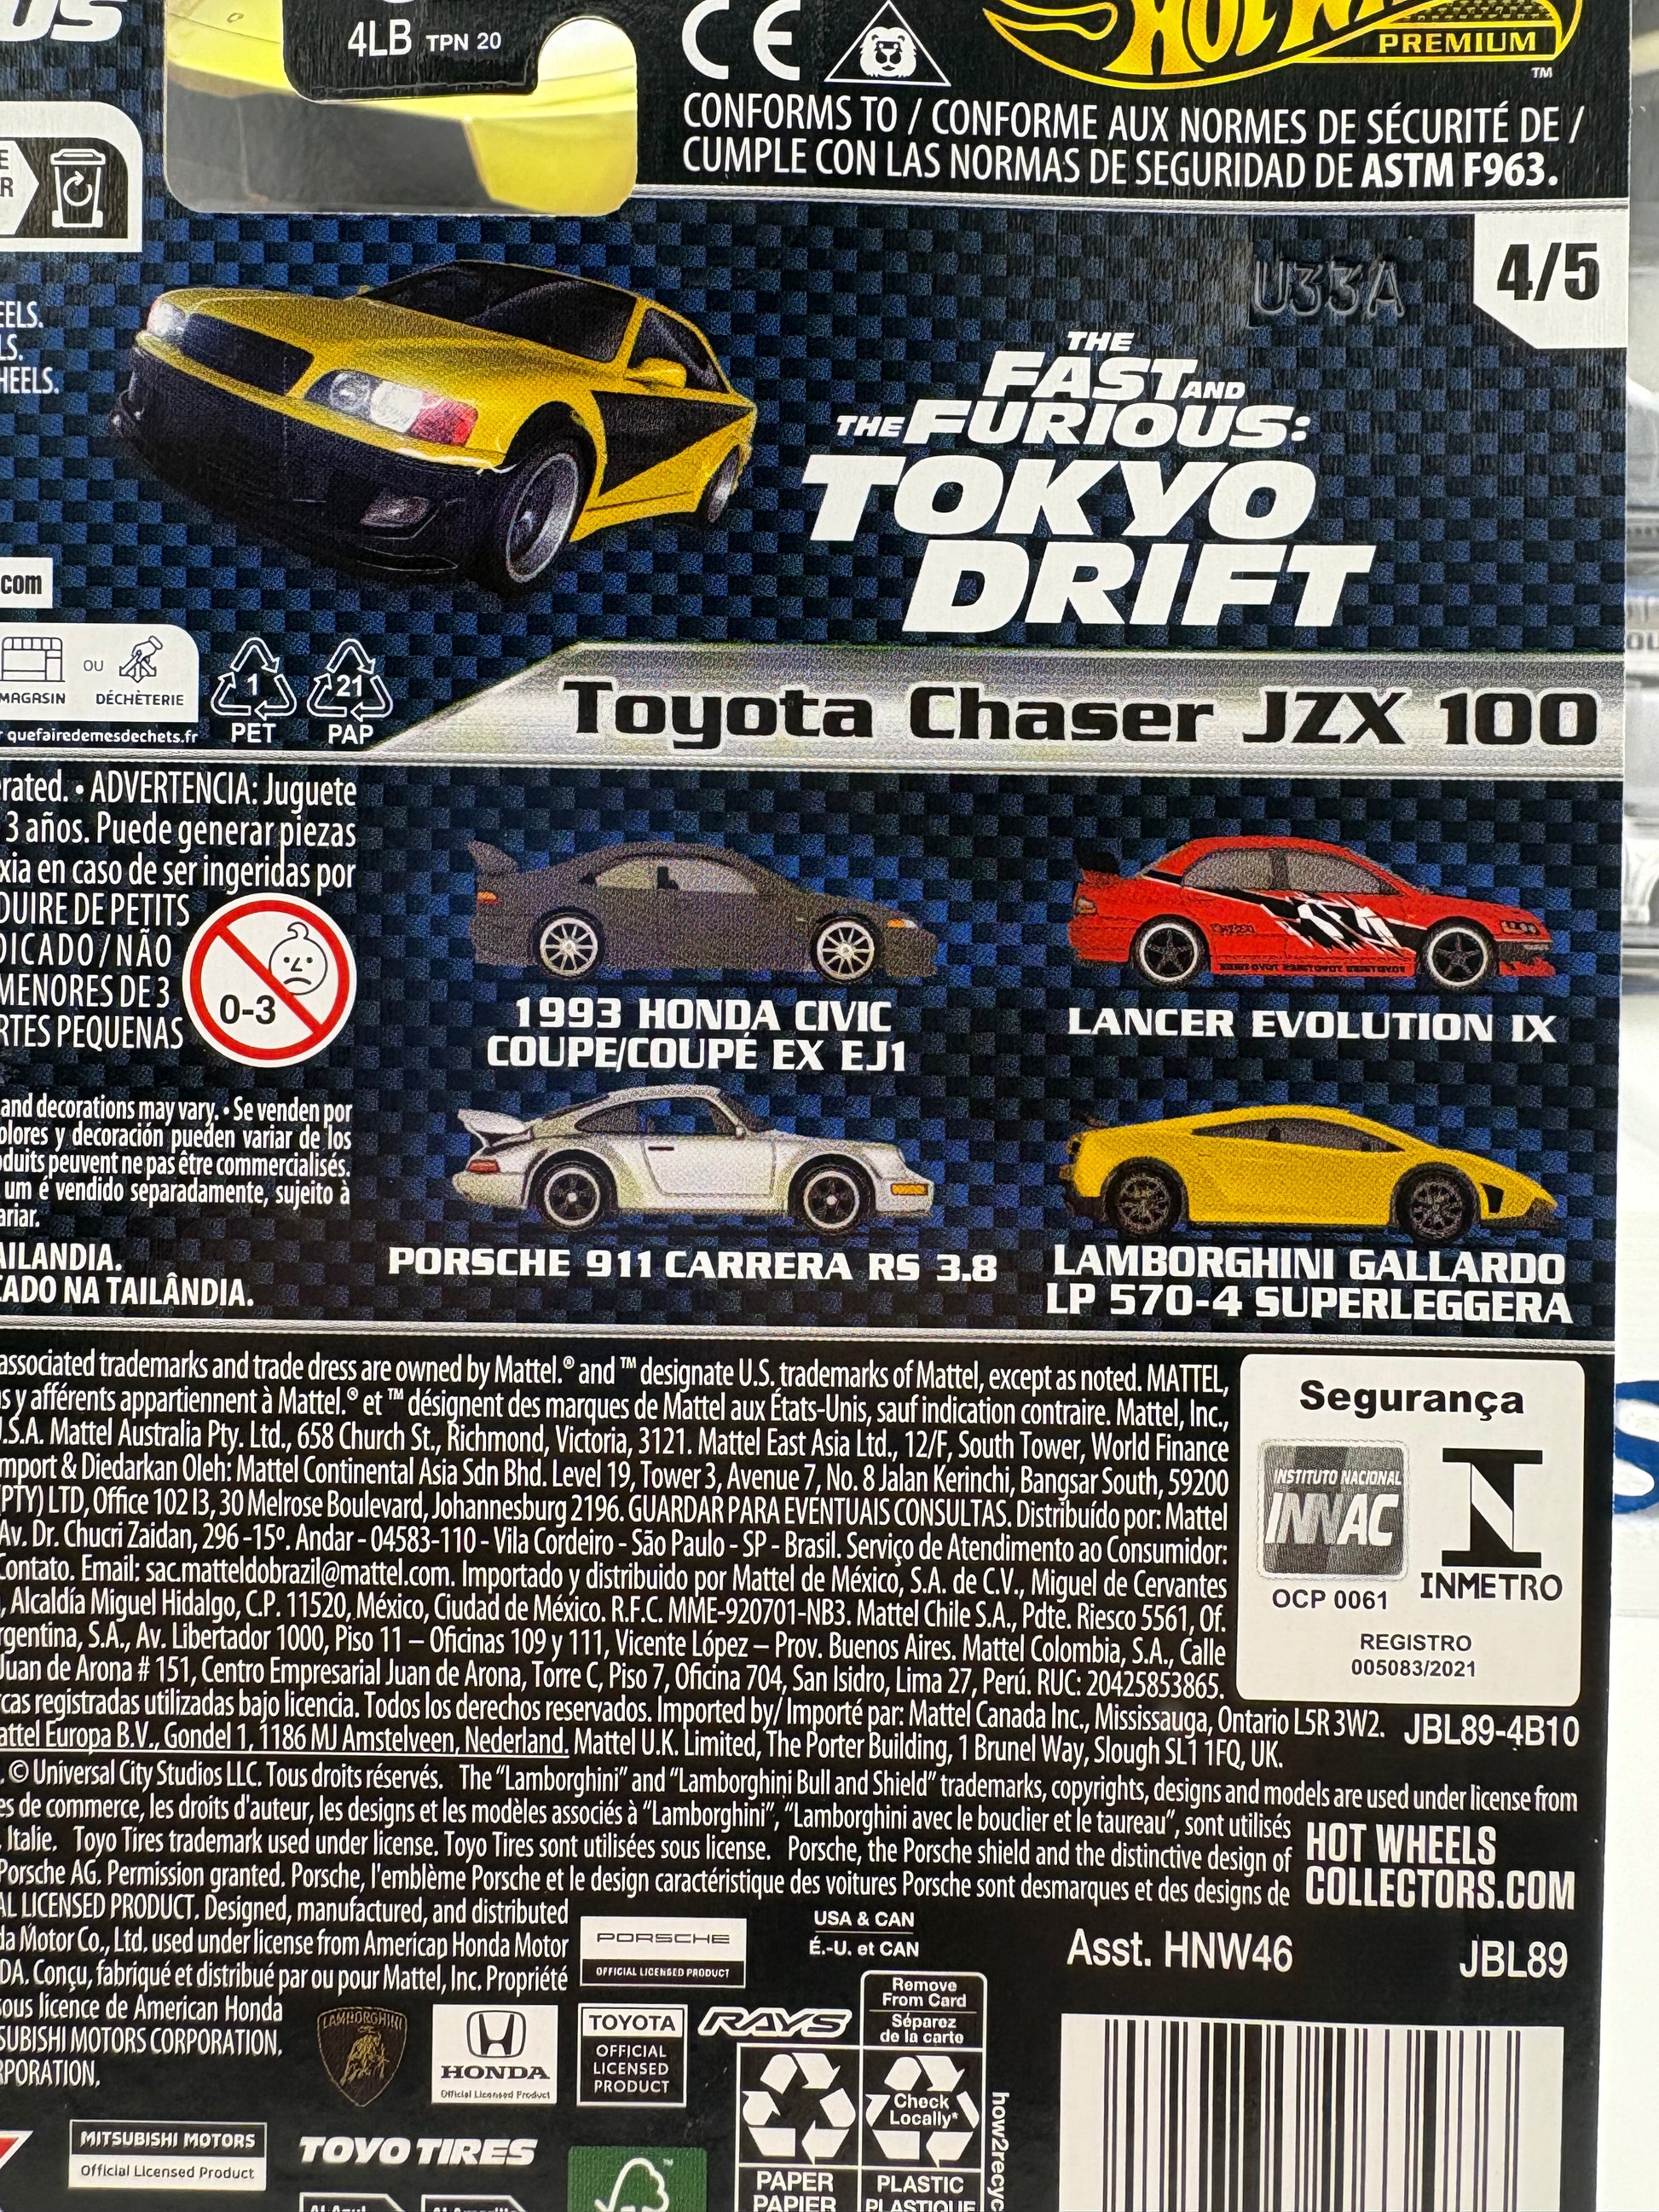 US
4LB TPN 20
CE
HOT WHEELS
PREMIUM™
CONFORMS TO / CONFORME AUX NORMES DE SÉCURITÉ DE /
CUMPLE CON LAS NORMAS DE SEGURIDAD DE ASTM F963.
E
R
U33A
4/5
EELS.
LS.
HEELS.
THE
FAST AND
THE FURIOUS:
TOKYO
DRIFT
com
MAGASIN OU DÉCHÈTERIE
quefairedemesdechets.fr
1 PET
21 PAP
Toyota Chaser JZX 100
erated. • ADVERTENCIA: Juguete
3 años. Puede generar piezas
xia en caso de ser ingeridas por
DUIRE DE PETITS
DICADO / NÃO
MENORES DE 3
RTES PEQUENAS
0-3
1993 HONDA CIVIC
COUPE/COUPÉ EX EJ1
LANCER EVOLUTION IX
and decorations may vary. • Se venden por
olores y decoración pueden variar de los
oduits peuvent ne pas être commercialisés.
um é vendido separadamente, sujeito à
ariar.
AILANDIA.
CADO NA TAILÂNDIA.
PORSCHE 911 CARRERA RS 3.8
LAMBORGHINI GALLARDO
LP 570-4 SUPERLEGGERA
associated trademarks and trade dress are owned by Mattel. ® and ™ designate U.S. trademarks of Mattel, except as noted. MATTEL,
s y afférents appartiennent à Mattel. ® et ™ désignent des marques de Mattel aux États-Unis, sauf indication contraire. Mattel, Inc.,
U.S.A. Mattel Australia Pty. Ltd., 658 Church St., Richmond, Victoria, 3121. Mattel East Asia Ltd., 12/F, South Tower, World Finance
mport & Diedarkan Oleh: Mattel Continental Asia Sdn Bhd. Level 19, Tower 3, Avenue 7, No. 8 Jalan Kerinchi, Bangsar South, 59200
(PTY) LTD, Office 102 I3, 30 Melrose Boulevard, Johannesburg 2196. GUARDAR PARA EVENTUAIS CONSULTAS. Distribuído por: Mattel
Av. Dr. Chucri Zaidan, 296 -15º. Andar - 04583-110 - Vila Cordeiro - São Paulo - SP - Brasil. Serviço de Atendimento ao Consumidor:
Contato. Email: sac.matteldobrazil@mattel.com. Importado y distribuido por Mattel de México, S.A. de C.V., Miguel de Cervantes
, Alcaldía Miguel Hidalgo, C.P. 11520, México, Ciudad de México. R.F.C. MME-920701-NB3. Mattel Chile S.A., Pdte. Riesco 5561, Of.
rgentina, S.A., Av. Libertador 1000, Piso 11 – Oficinas 109 y 111, Vicente López – Prov. Buenos Aires. Mattel Colombia, S.A., Calle
Juan de Arona # 151, Centro Empresarial Juan de Arona, Torre C, Piso 7, Oficina 704, San Isidro, Lima 27, Perú. RUC: 20425853865.
rcas registradas utilizadas bajo licencia. Todos los derechos reservados. Imported by/ Importé par: Mattel Canada Inc., Mississauga, Ontario L5R 3W2. JBL89-4B10
attel Europa B.V., Gondel 1, 1186 MJ Amstelveen, Nederland. Mattel U.K. Limited, The Porter Building, 1 Brunel Way, Slough SL1 1FQ, UK.
Segurança
INSTITUTO NACIONAL
INNAC
OCP 0061
INMETRO
REGISTRO
005083/2021
. © Universal City Studios LLC. Tous droits réservés. The “Lamborghini” and “Lamborghini Bull and Shield” trademarks, copyrights, designs and models are used under license from
es de commerce, les droits d'auteur, les designs et les modèles associés à “Lamborghini”, “Lamborghini avec le bouclier et le taureau”, sont utilisés
Italie. Toyo Tires trademark used under license. Toyo Tires sont utilisées sous license. Porsche, the Porsche shield and the distinctive design of
Porsche AG. Permission granted. Porsche, l'emblème Porsche et le design caractéristique des voitures Porsche sont desmarques et des designs de
HOT WHEELS
COLLECTORS.COM
AL LICENSED PRODUCT. Designed, manufactured, and distributed
da Motor Co., Ltd. used under license from American Honda Motor
DA. Conçu, fabriqué et distribué par ou pour Mattel, Inc. Propriété
sous licence de American Honda
SUBISHI MOTORS CORPORATION.
RPORATION.
PORSCHE
OFFICIAL LICENSED PRODUCT
USA & CAN
É.-U. et CAN
Asst. HNW46
JBL89
LAMBORGHINI
HONDA
Official Licensed Product
TOYOTA
OFFICIAL
LICENSED
PRODUCT
RAYS
Remove
From Card
Séparez
de la carte
Check
Locally*
how2recyc
MITSUBISHI MOTORS
Official Licensed Product
TOYO TIRES
PAPER
PAPIER
PLASTIC
PLASTIQUE